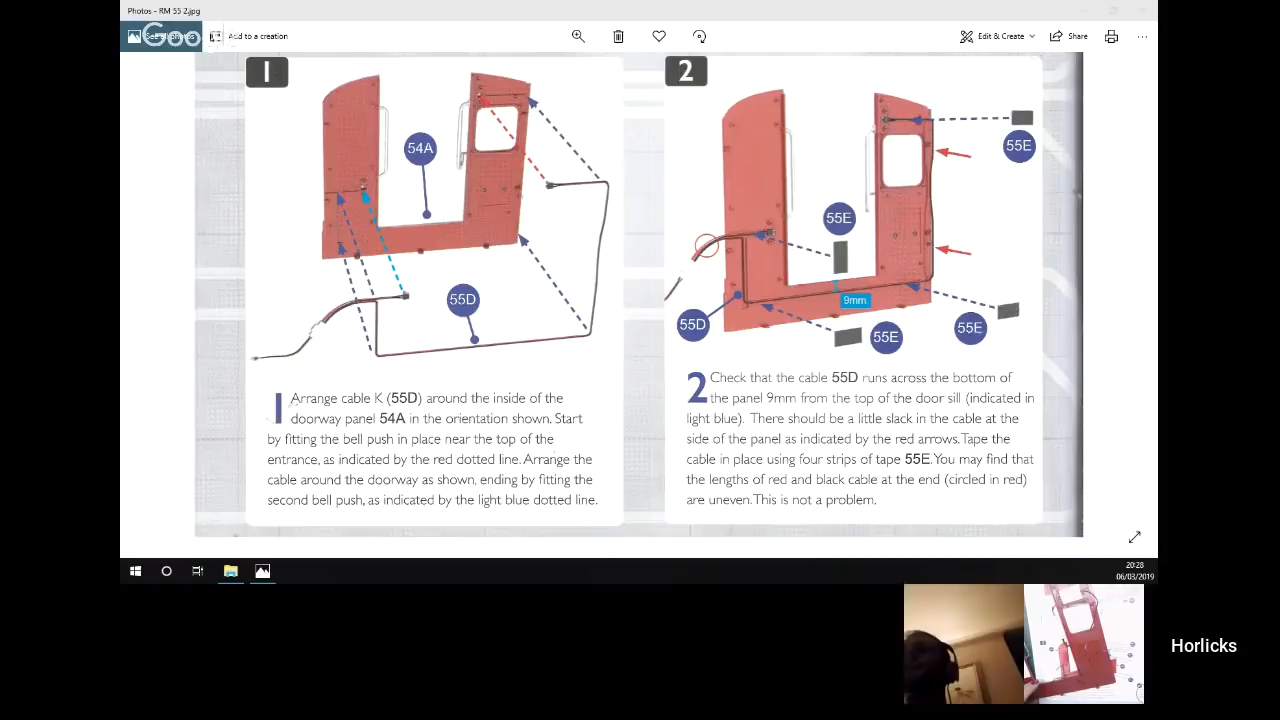 Photos - RM 55 2.jpg
See all photos
Add to a creation
Edit & Create
Share
1
2
54A
55D
55E
55E
55E
55E
55D
9mm
1 Arrange cable K (55D) around the inside of the
doorway panel 54A in the orientation shown. Start
by fitting the bell push in place near the top of the
entrance, as indicated by the red dotted line. Arrange the
cable around the doorway as shown, ending by fitting the
second bell push, as indicated by the light blue dotted line.
2 Check that the cable 55D runs across the bottom of
the panel 9mm from the top of the door sill (indicated in
light blue). There should be a little slack in the cable at the
side of the panel as indicated by the red arrows. Tape the
cable in place using four strips of tape 55E. You may find that
the lengths of red and black cable at the end (circled in red)
are uneven. This is not a problem.
20:28
06/03/2019
Horlicks